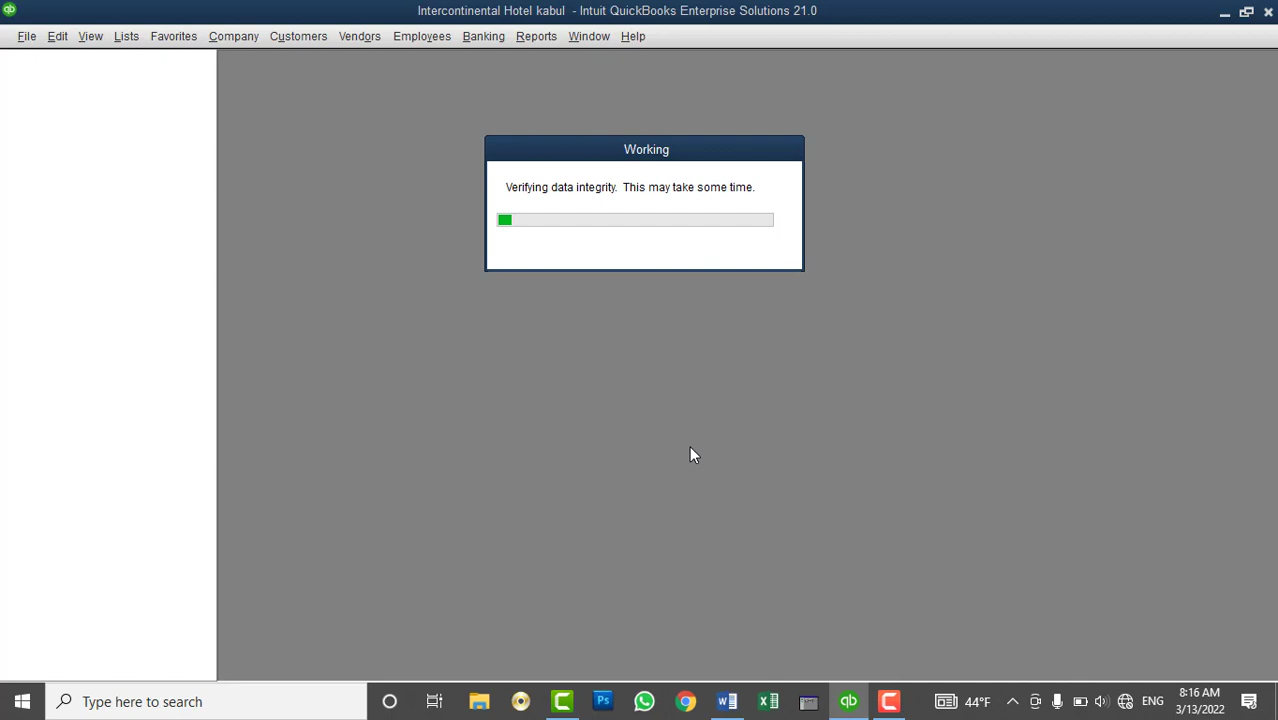 Intercontinental Hotel kabul - Intuit QuickBooks Enterprise Solutions 21.0
File Edit View Lists Favorites Company Customers Vendors Employees Banking Reports Window Help
Working
Verifying data integrity. This may take some time.
Type here to search
Ps
44°F
ENG
8:16 AM
3/13/2022